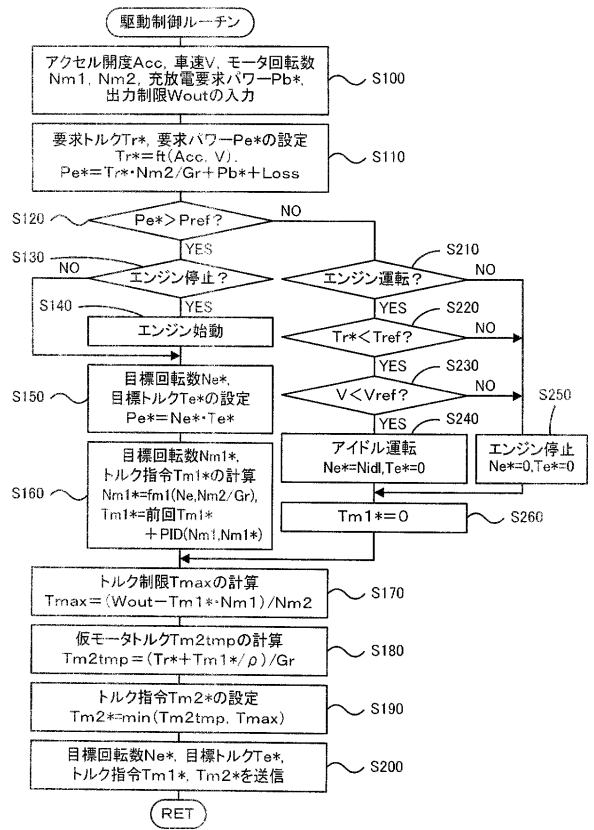 駆動制御ルーチン
アクセル開度Acc, 車速V, モータ回転数
Nm1, Nm2, 充放電要求パワーPb*,
出力制限Woutの入力
S100
要求トルクTr*, 要求パワーPe*の設定
Tr*=ft(Acc, V).
Pe*=Tr*・Nm2/Gr+Pb*+Loss
S110
S120
Pe*>Pref?
NO
YES
S130
NO
エンジン停止?
YES
S140
エンジン始動
S210
エンジン運転?
NO
YES
S220
Tr*<Tref?
NO
YES
S230
V<Vref?
NO
YES
S240
アイドル運転
Ne*=Nidl,Te*=0
S250
エンジン停止
Ne*=0,Te*=0
S150
目標回転数Ne*,
目標トルクTe*の設定
Pe*=Ne*・Te*
S160
目標回転数Nm1*,
トルク指令Tm1*の計算
Nm1*=fm1(Ne,Nm2/Gr),
Tm1*=前回Tm1*
+PID(Nm1,Nm1*)
Tm1*=0
S260
トルク制限Tmaxの計算
Tmax=(Wout-Tm1*・Nm1)/Nm2
S170
仮モータトルクTm2tmpの計算
Tm2tmp=(Tr*+Tm1*/ρ)/Gr
S180
トルク指令Tm2*の設定
Tm2*=min(Tm2tmp, Tmax)
S190
目標回転数Ne*, 目標トルクTe*,
トルク指令Tm1*, Tm2*を送信
S200
RET